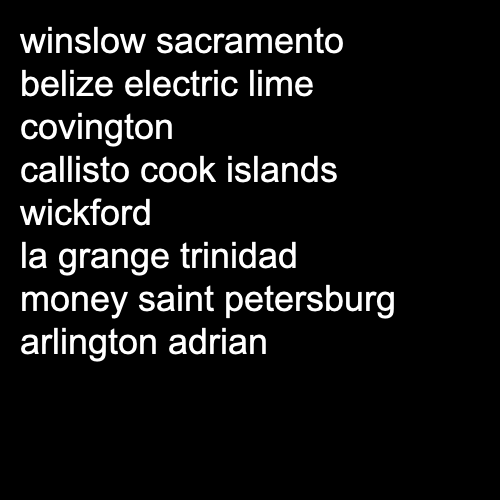 winslow sacramento
belize electric lime
covington
callisto cook islands
wickford
la grange trinidad
money saint petersburg
arlington adrian